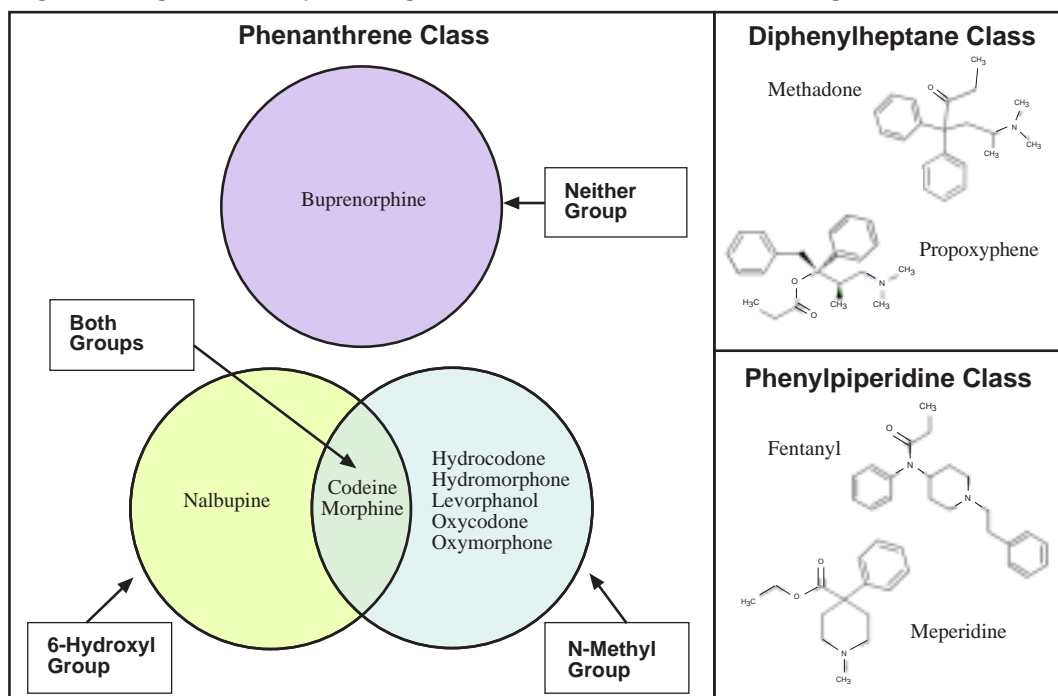 Phenanthrene Class
Buprenorphine
Neither
Group
Both
Groups
Nalbupine
Codeine
Morphine
Hydrocodone
Hydromorphone
Levorphanol
Oxycodone
Oxymorphone
6-Hydroxyl
Group
N-Methyl
Group
Diphenylheptane Class
CH3
Methadone
O
CH3
N
CH3
CH3
Propoxyphene
O
N
CH3
H3C
O
CH3
CH3
Phenylpiperidine Class
CH3
O
Fentanyl
N
N
O
H3C
O
Meperidine
N
CH3